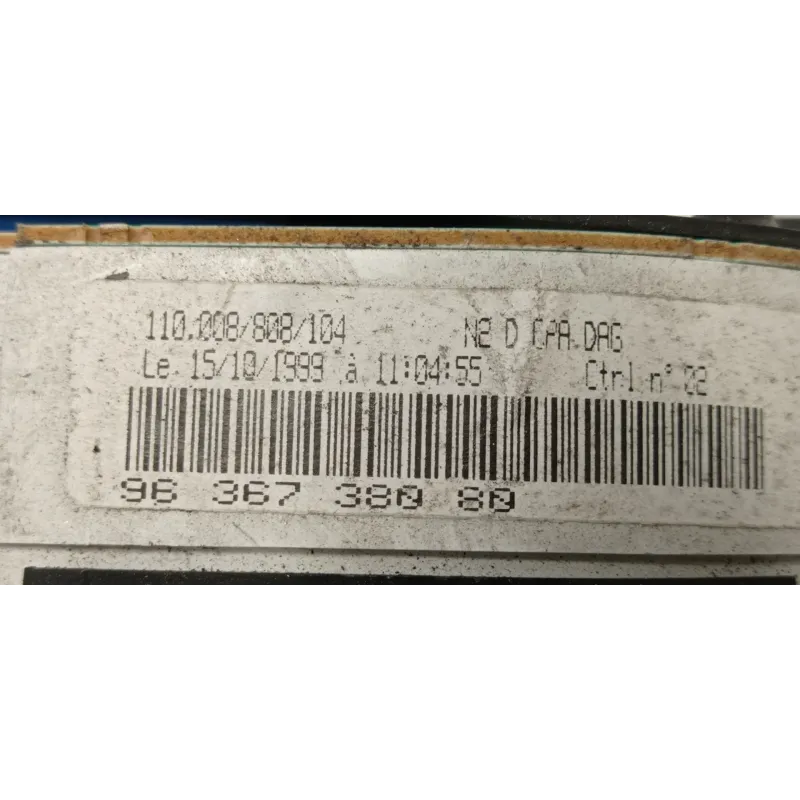 110.008/808/104 N2 D CAA.DAG
Le 15/10/1999 à 11:04:55 Ctrl n° 02
96 367 380 80